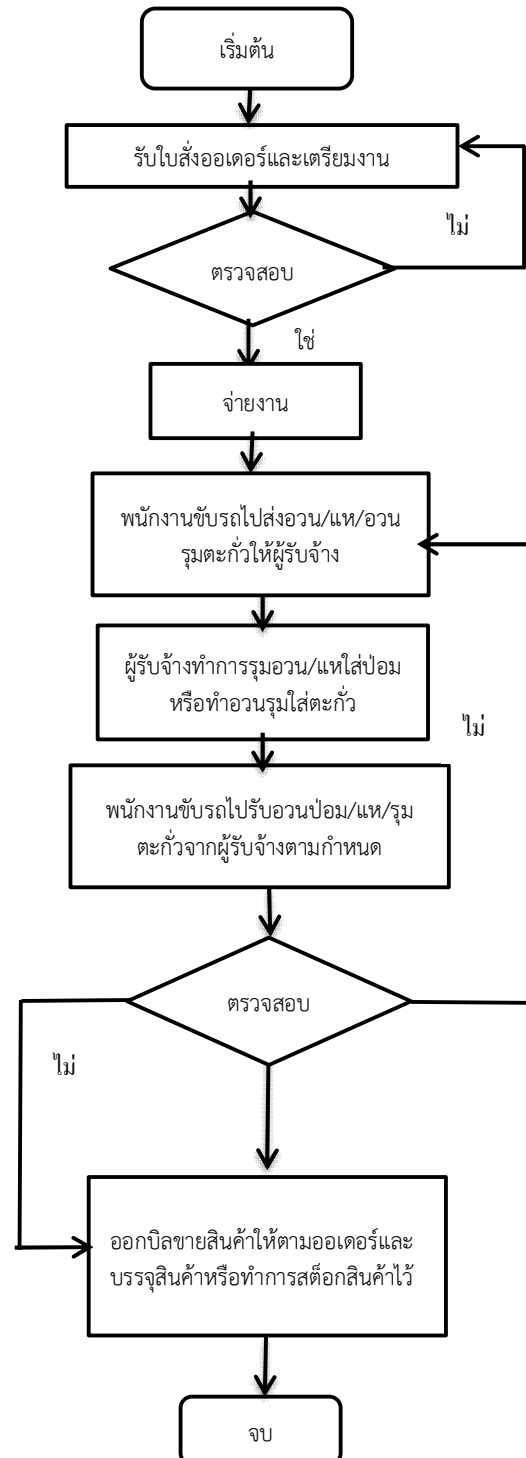 เริ่มต้น
รับใบสั่งออเดอร์และเตรียมงาน
ไม่
ตรวจสอบ
ใช่
จ่ายงาน
พนักงานขับรถไปส่งอวน/แห/อวน
รุมตะกั่วให้ผู้รับจ้าง
ผู้รับจ้างทำการรุมอวน/แหใส่ป่อม
หรือทำอวนรุมใส่ตะกั่ว
ไม่
พนักงานขับรถไปรับอวนป่อม/แห/รุม
ตะกั่วจากผู้รับจ้างตามกำหนด
ตรวจสอบ
ไม่
ออกบิลขายสินค้าให้ตามออเดอร์และ
บรรจุสินค้าหรือทำการสต็อกสินค้าไว้
จบ